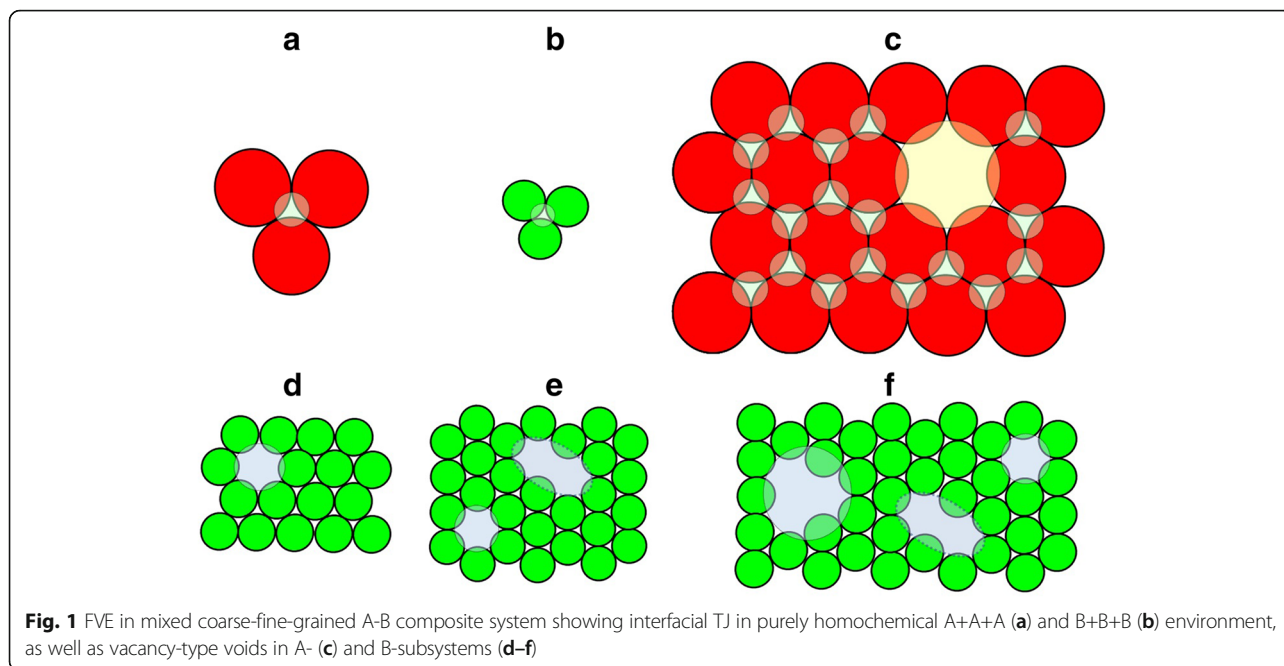 a
b
c
d
e
f
Fig. 1 FVE in mixed coarse-fine-grained A-B composite system showing interfacial TJ in purely homochemical A+A+A (a) and B+B+B (b) environment,
as well as vacancy-type voids in A- (c) and B-subsystems (d–f)